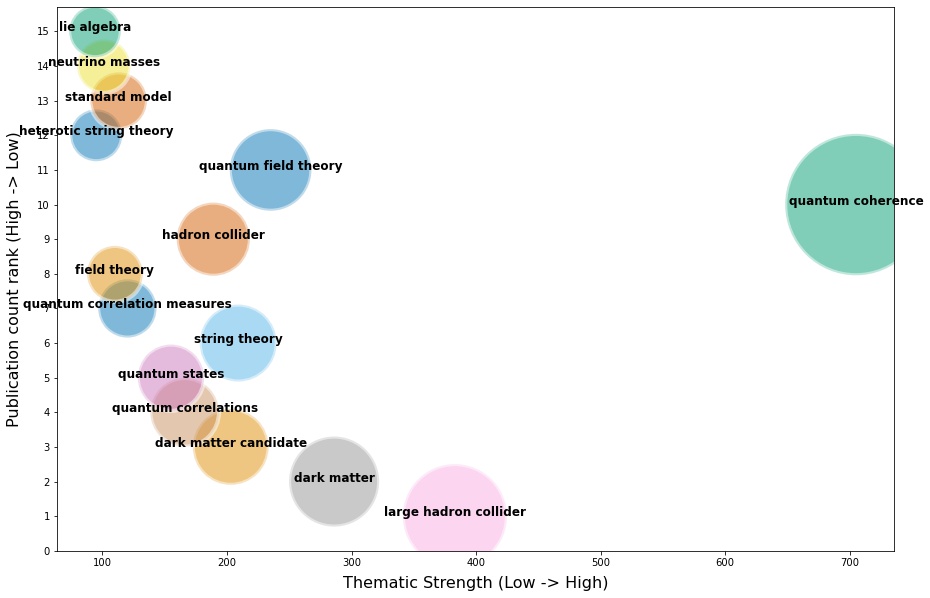 15
14
13
12
11
10
9
8
7
6
5
4
3
2
1
0
Publication count rank (High -> Low)
lie algebra
neutrino masses
standard model
heterotic string theory
quantum field theory
quantum coherence
hadron collider
field theory
quantum correlation measures
string theory
quantum states
quantum correlations
dark matter candidate
dark matter
large hadron collider
100 200 300 400 500 600 700
Thematic Strength (Low -> High)